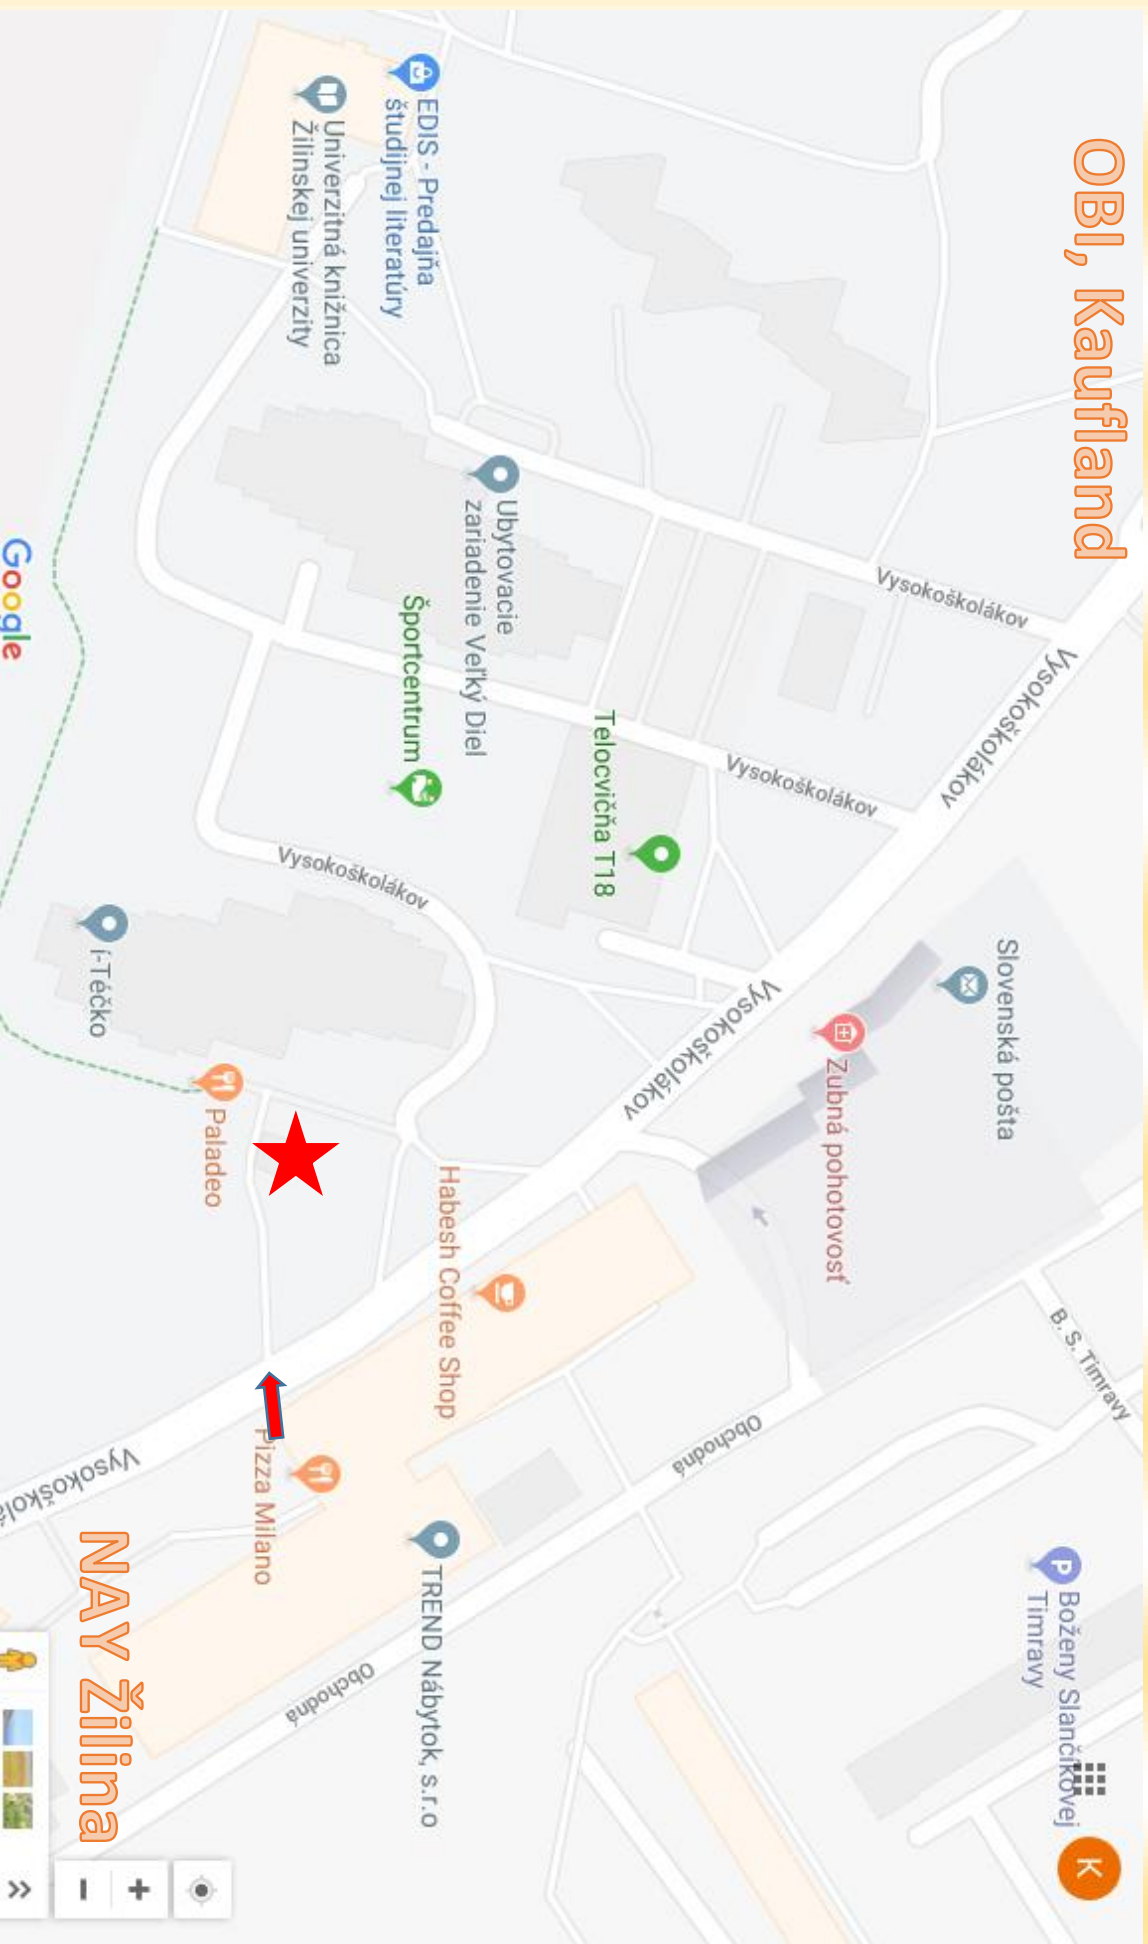 OBI, Kaufland
EDIS - Predajňa
študijnej literatúry
Univerzitná knižnica
Žilinskej univerzity
Vysokoškolákov
Vysokoškolákov
Ubytovacie
zariadenie Veľký Diel
Športcentrum
Telocvičňa T18
Vysokoškolákov
Vysokoškolákov
Slovenská pošta
Zubná pohotovosť
Vysokoškolákov
B. S. Timravy
í-Téčko
Paladeo
Habesh Coffee Shop
Obchodná
Pizza Milano
TREND Nábytok, s.r.o
P
Boženy Slančíkovej
Timravy
K
Vysokoškolá
Obchodná
NAY Žilina
Google